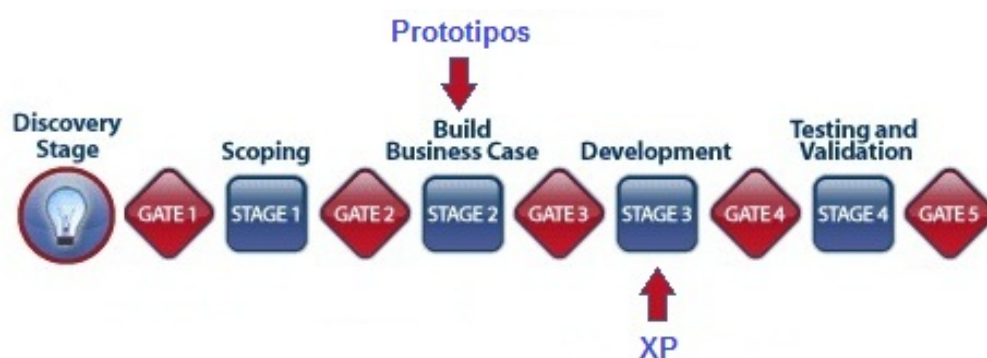 Prototipos
Discovery
Stage
Scoping
Build
Business Case
Development
Testing and
Validation
GATE 1
STAGE 1
GATE 2
STAGE 2
GATE 3
STAGE 3
GATE 4
STAGE 4
GATE 5
XP